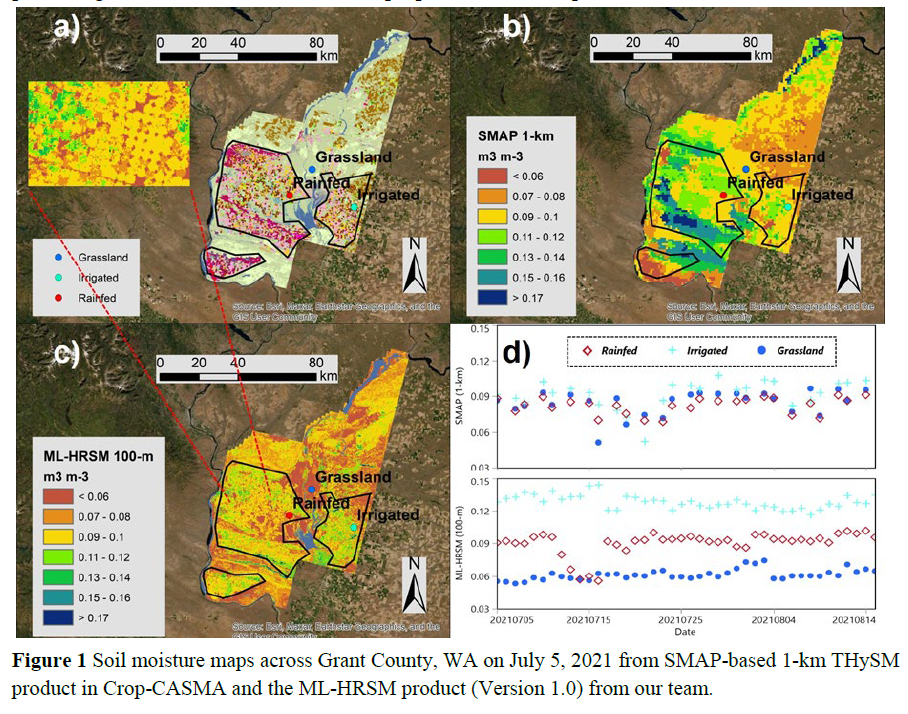 a)
0 20 40 80
km
Grassland
Rainfed
Irrigated
Grassland
Irrigated
Rainfed
N
Source: Esri, Maxar, Earthstar Geographics, and the
GIS User Community
b)
0 20 40 80
km
SMAP 1-km
m3 m-3
< 0.06
0.07 - 0.08
0.09 - 0.1
0.11 - 0.12
0.13 - 0.14
0.15 - 0.16
> 0.17
Grassland
Rainfed
Irrigated
N
Source: Esri, Maxar, Earthstar Geographics, and the
GIS User Community
c)
0 20 40 80
km
ML-HRSM 100-m
m3 m-3
< 0.06
0.07 - 0.08
0.09 - 0.1
0.11 - 0.12
0.13 - 0.14
0.15 - 0.16
> 0.17
Grassland
Rainfed
Irrigated
N
Source: Esri, Maxar, Earthstar Geographics, and the
d)
Rainfed Irrigated Grassland
SMAP (1-km)
0.15
0.12
0.09
0.06
0.03
ML-HRSM (100-m)
0.15
0.12
0.09
0.06
0.03
20210705 20210715 20210725 20210804 20210814
Date
Figure 1 Soil moisture maps across Grant County, WA on July 5, 2021 from SMAP-based 1-km THySM
product in Crop-CASMA and the ML-HRSM product (Version 1.0) from our team.